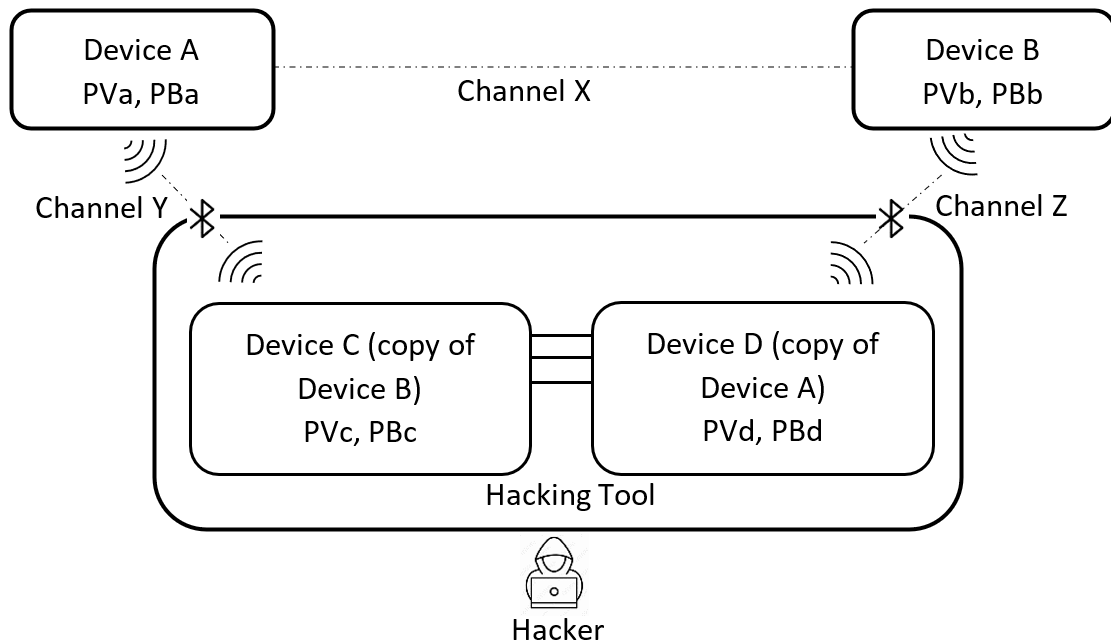 Device A
PVa, PBa
Device B
PVb, PBb
Channel X
Channel Y
Channel Z
Device C (copy of
Device B)
PVc, PBc
Device D (copy of
Device A)
PVd, PBd
Hacking Tool
Hacker